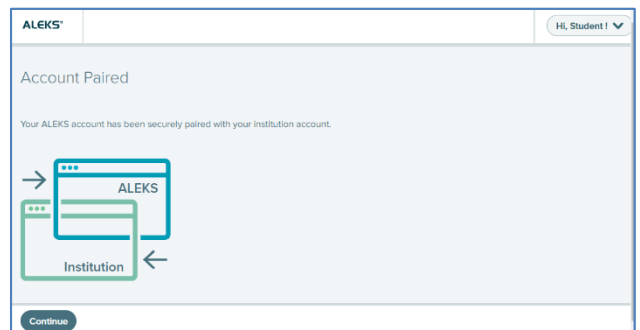 ALEKS®
Hi, Student !
Account Paired
Your ALEKS account has been securely paired with your institution account.
ALEKS
Institution
Continue